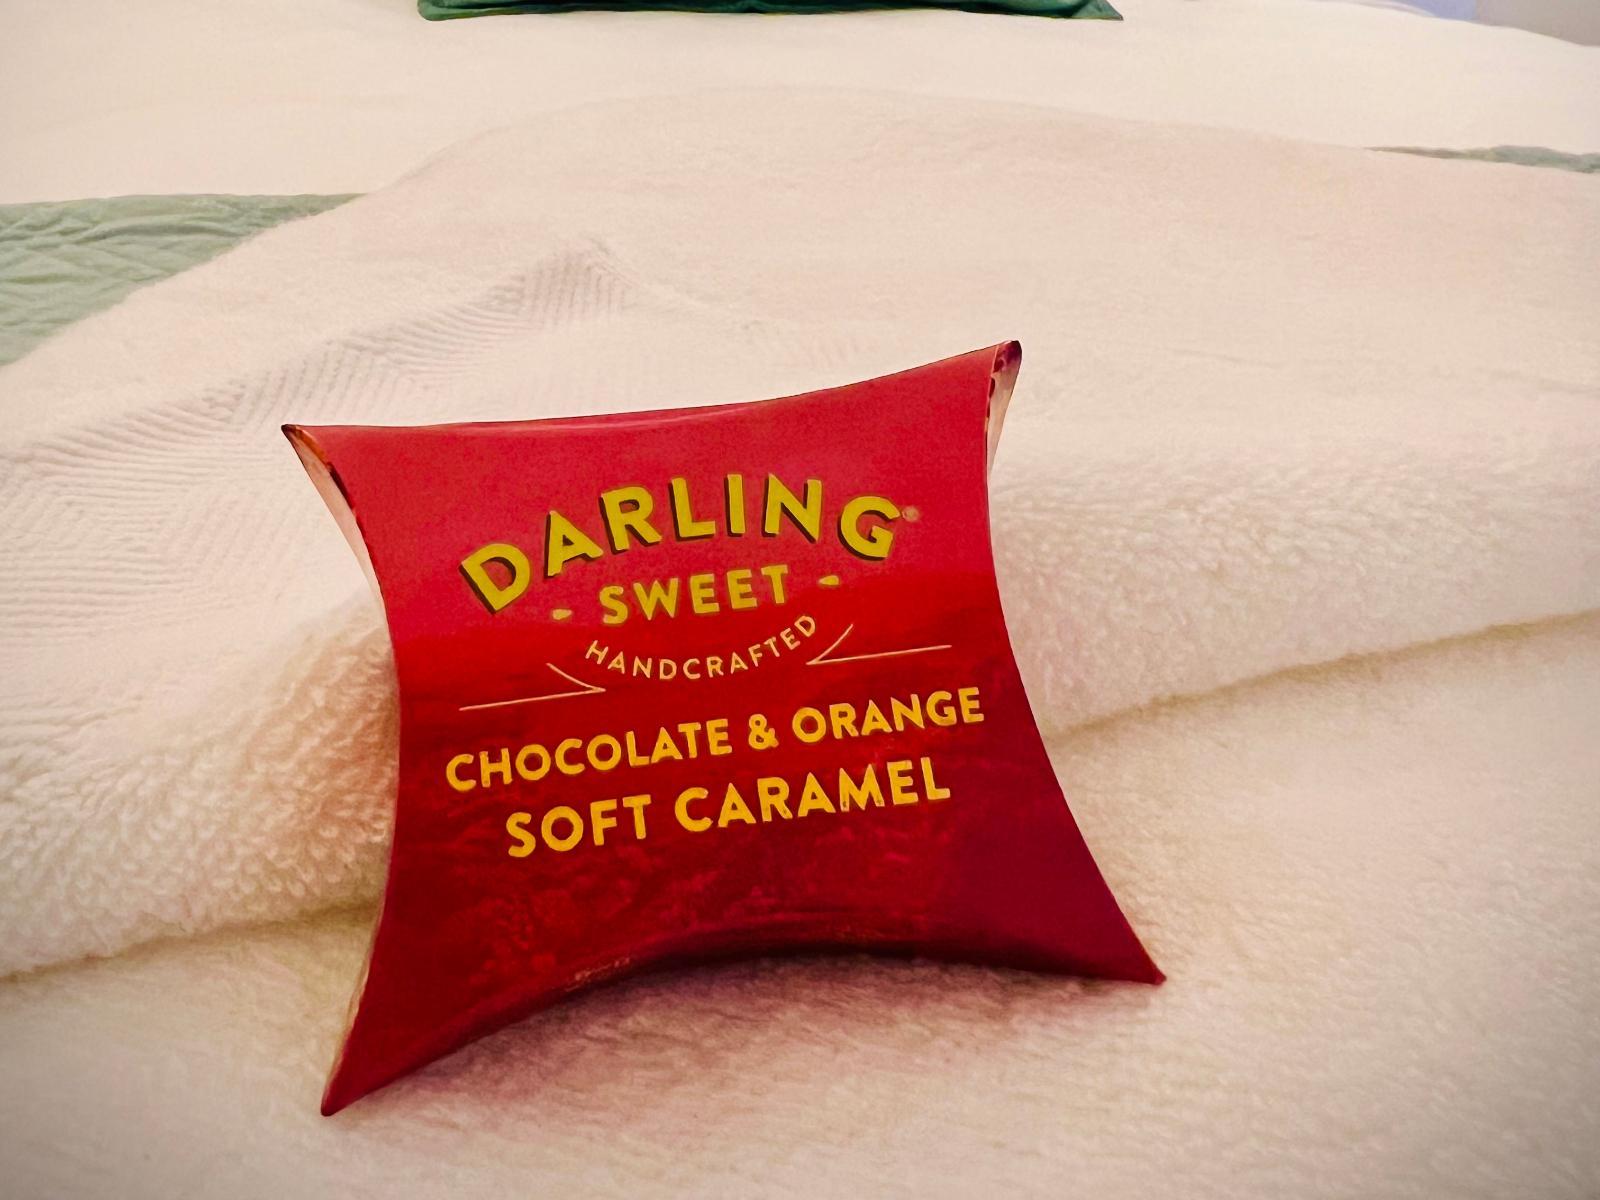 DARLING®
- SWEET -
HANDCRAFTED
CHOCOLATE & ORANGE
SOFT CARAMEL